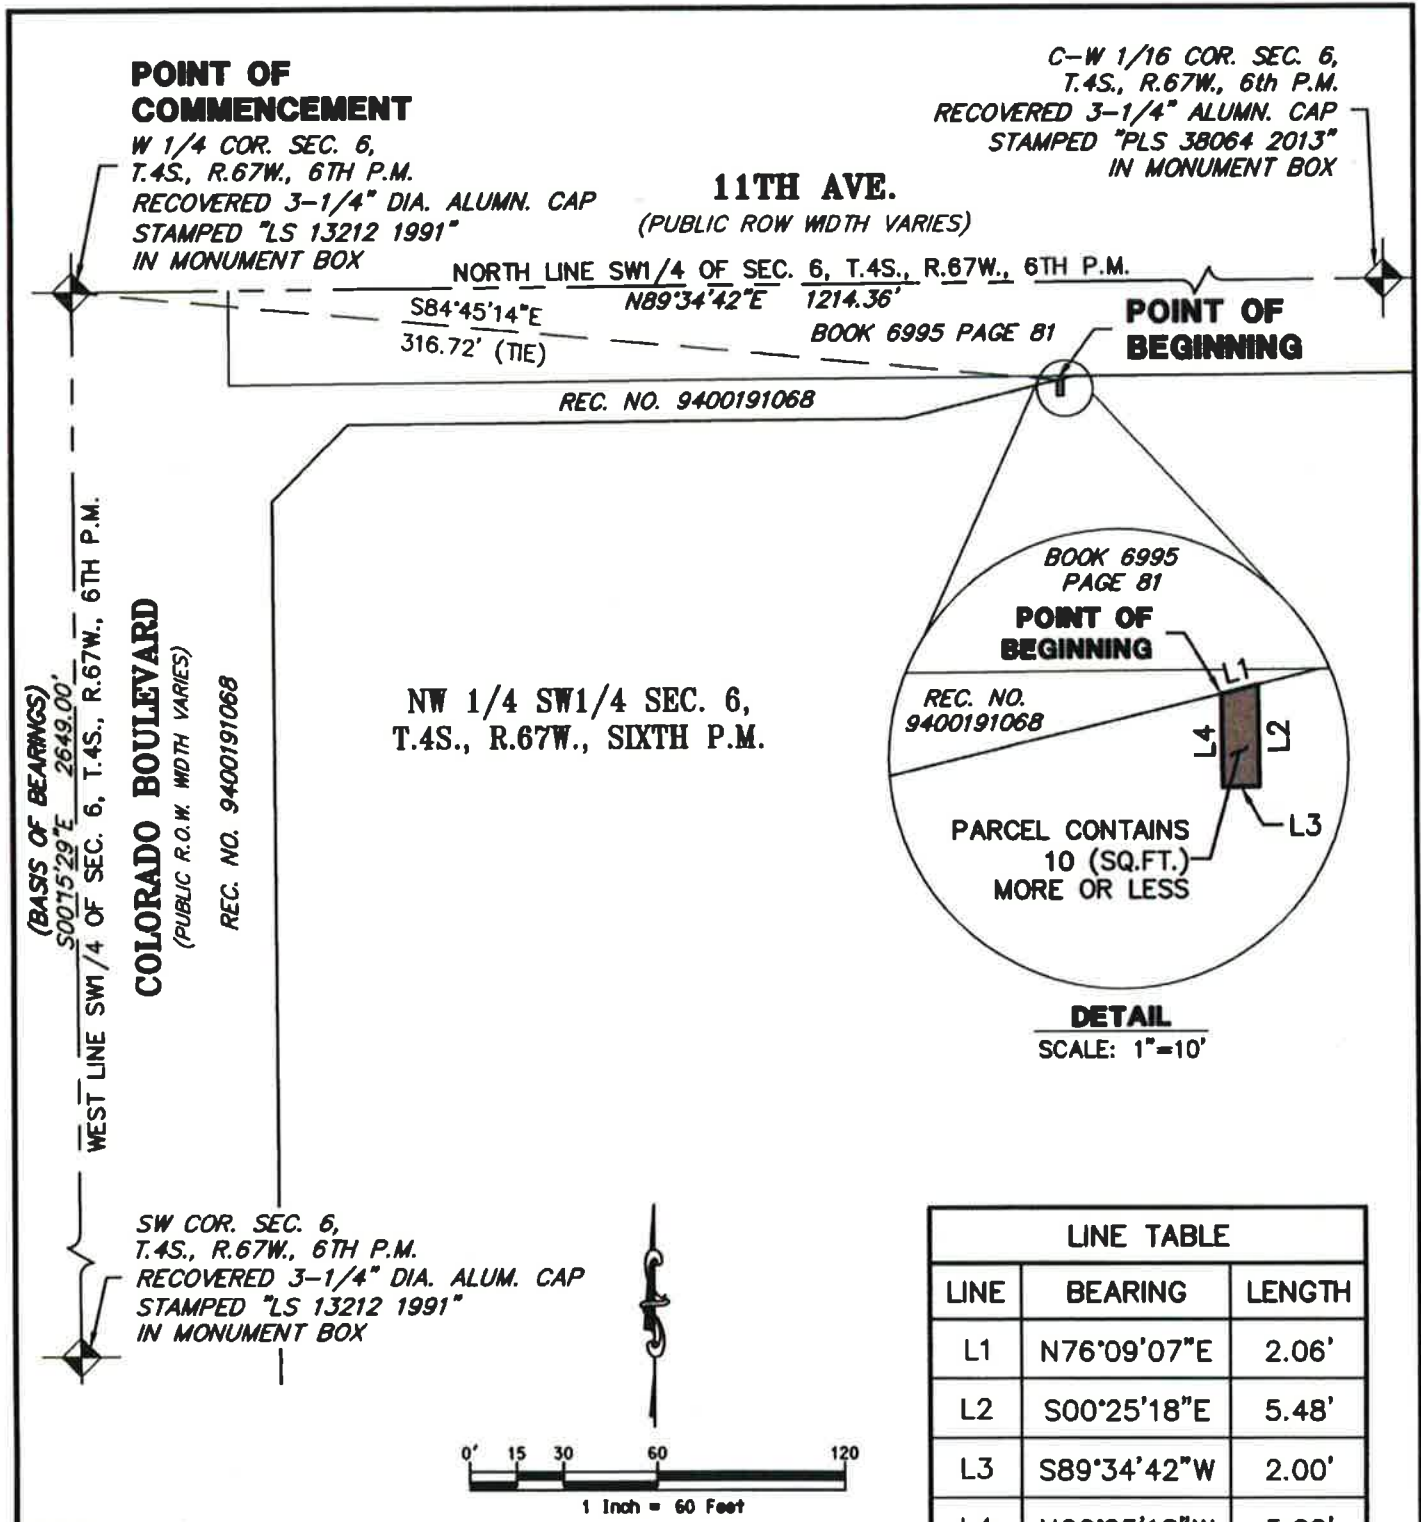 POINT OF
COMMENCEMENT
W 1/4 COR. SEC. 6,
T.4S., R.67W., 6TH P.M.
RECOVERED 3-1/4" DIA. ALUMN. CAP
STAMPED "LS 13212 1991"
IN MONUMENT BOX
C-W 1/16 COR. SEC. 6,
T.4S., R.67W., 6th P.M.
RECOVERED 3-1/4" ALUMN. CAP
STAMPED "PLS 38064 2013"
IN MONUMENT BOX
11TH AVE.
(PUBLIC ROW WIDTH VARIES)
NORTH LINE SW1/4 OF SEC. 6, T.4S., R.67W., 6TH P.M.
N89°34'42"E 1214.36'
S84°45'14"E
316.72' (TIE)
BOOK 6995 PAGE 81
POINT OF
BEGINNING
REC. NO. 9400191068
(BASIS OF BEARINGS)
S00°15'29"E 2649.00'
WEST LINE SW1/4 OF SEC. 6, T.4S., R.67W., 6TH P.M.
COLORADO BOULEVARD
(PUBLIC R.O.W. WIDTH VARIES)
REC. NO. 9400191068
NW 1/4 SW1/4 SEC. 6,
T.4S., R.67W., SIXTH P.M.
BOOK 6995
PAGE 81
POINT OF
BEGINNING
L1
REC. NO.
9400191068
L4
L2
L3
PARCEL CONTAINS
10 (SQ.FT.)
MORE OR LESS
DETAIL
SCALE: 1"=10'
SW COR. SEC. 6,
T.4S., R.67W., 6TH P.M.
RECOVERED 3-1/4" DIA. ALUM. CAP
STAMPED "LS 13212 1991"
IN MONUMENT BOX
0' 15 30 60 120
1 Inch = 60 Feet
LINE TABLE
LINE BEARING LENGTH
L1 N76°09'07"E 2.06'
L2 S00°25'18"E 5.48'
L3 S89°34'42"W 2.00'